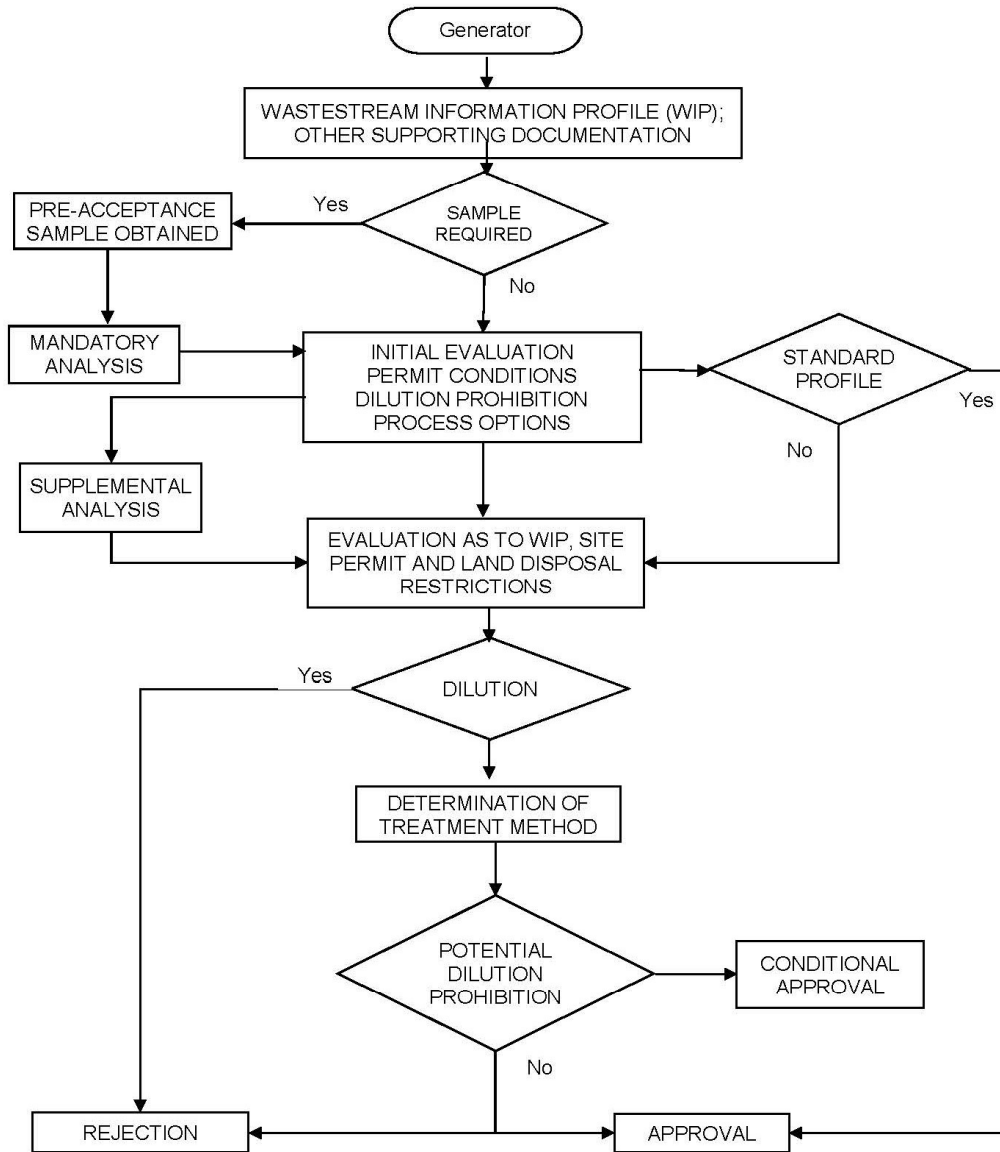 Generator
WASTESTREAM INFORMATION PROFILE (WIP);
OTHER SUPPORTING DOCUMENTATION
Yes
PRE-ACCEPTANCE
SAMPLE OBTAINED
SAMPLE
REQUIRED
No
MANDATORY
ANALYSIS
INITIAL EVALUATION
PERMIT CONDITIONS
DILUTION PROHIBITION
PROCESS OPTIONS
STANDARD
PROFILE
Yes
No
SUPPLEMENTAL
ANALYSIS
EVALUATION AS TO WIP, SITE
PERMIT AND LAND DISPOSAL
RESTRICTIONS
Yes
DILUTION
DETERMINATION OF
TREATMENT METHOD
POTENTIAL
DILUTION
PROHIBITION
CONDITIONAL
APPROVAL
No
REJECTION
APPROVAL